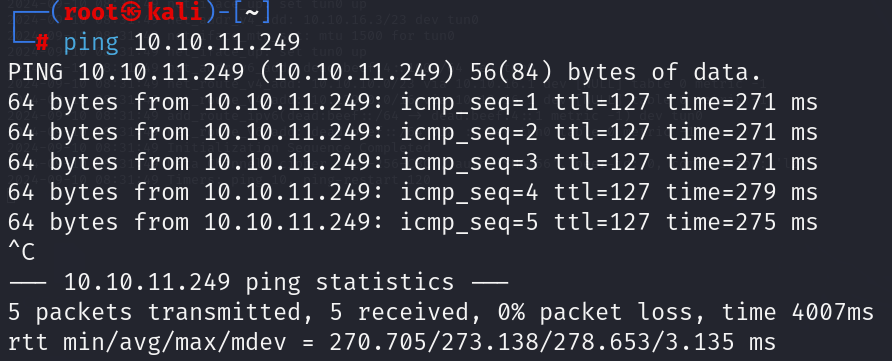 ┌──(root㉿kali)-[~]
└─# ping 10.10.11.249
PING 10.10.11.249 (10.10.11.249) 56(84) bytes of data.
64 bytes from 10.10.11.249: icmp_seq=1 ttl=127 time=271 ms
64 bytes from 10.10.11.249: icmp_seq=2 ttl=127 time=271 ms
64 bytes from 10.10.11.249: icmp_seq=3 ttl=127 time=271 ms
64 bytes from 10.10.11.249: icmp_seq=4 ttl=127 time=279 ms
64 bytes from 10.10.11.249: icmp_seq=5 ttl=127 time=275 ms
^C
--- 10.10.11.249 ping statistics ---
5 packets transmitted, 5 received, 0% packet loss, time 4007ms
rtt min/avg/max/mdev = 270.705/273.138/278.653/3.135 ms